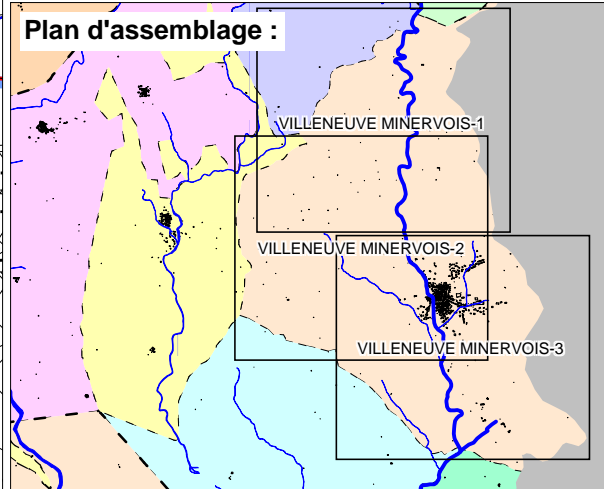 Plan d'assemblage :
VILLENEUVE MINERVOIS-1
VILLENEUVE MINERVOIS-2
VILLENEUVE MINERVOIS-3